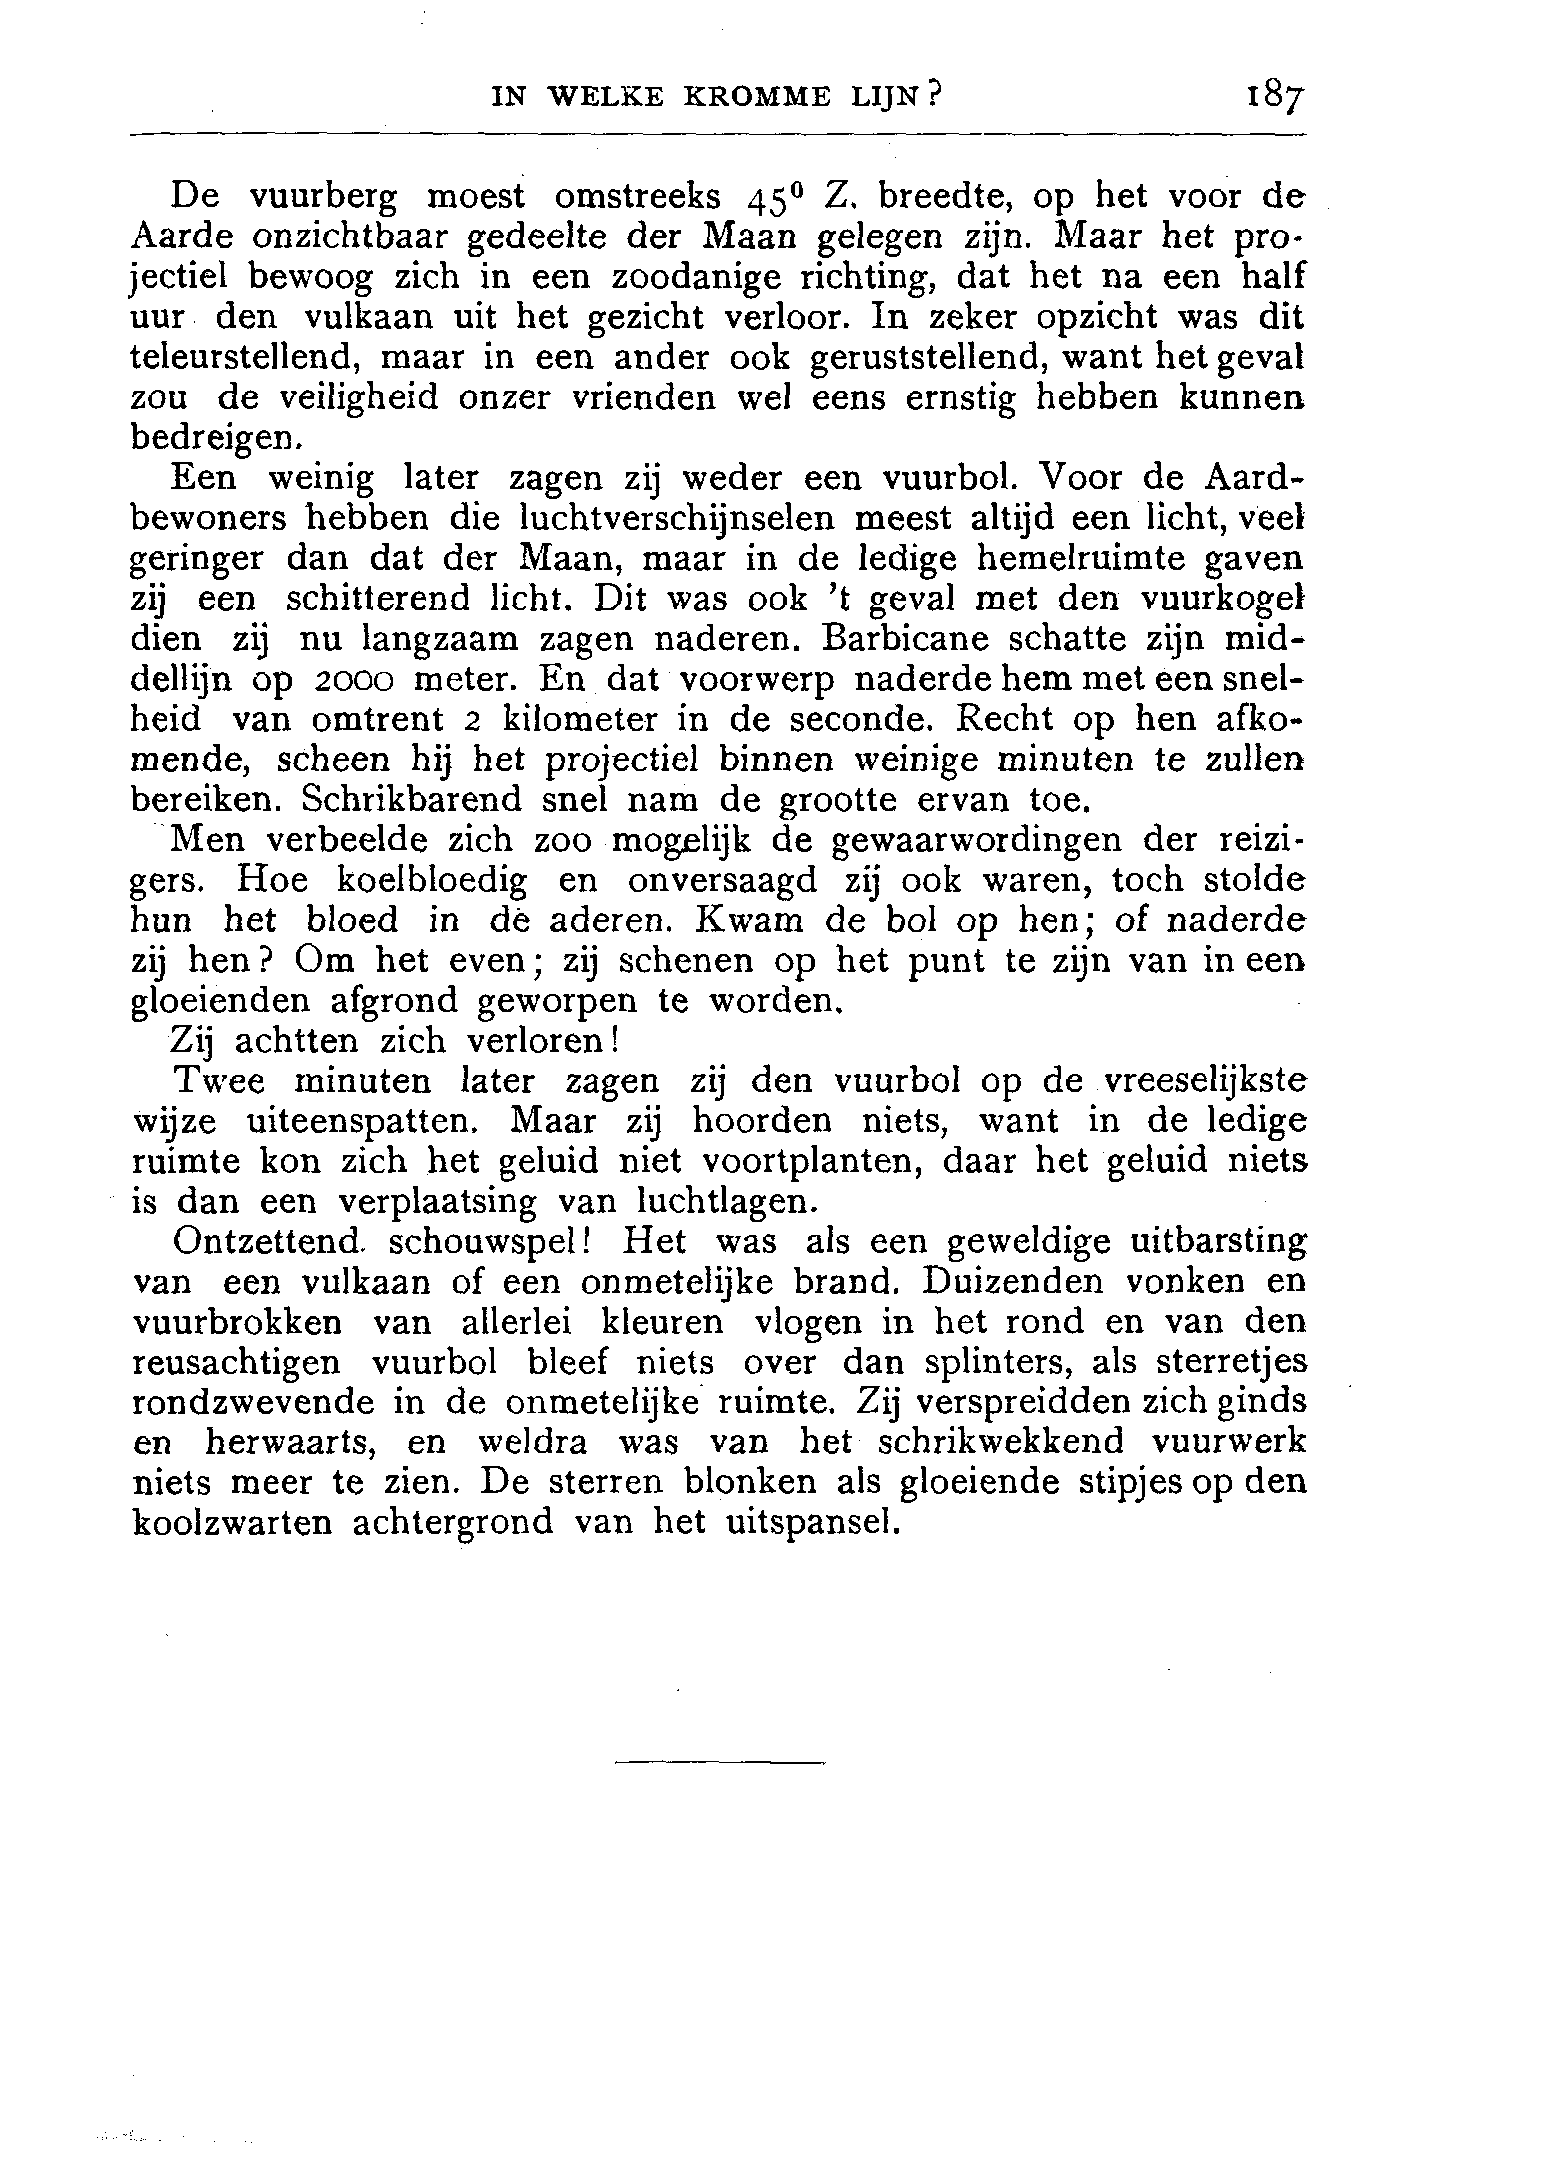 IN WELKE KROMME LIJN? 187
De vuurberg moest omstreeks 45⁰ Z. breedte, op het voor de
Aarde onzichtbaar gedeelte der Maan gelegen zijn. Maar het pro-
jectiel bewoog zich in een zoodanige richting, dat het na een half
uur den vulkaan uit het gezicht verloor. In zeker opzicht was dit
teleurstellend, maar in een ander ook geruststellend, want het geval
zou de veiligheid onzer vrienden wel eens ernstig hebben kunnen
bedreigen.
Een weinig later zagen zij weder een vuurbol. Voor de Aard-
bewoners hebben die luchtverschijnselen meest altijd een licht, veel
geringer dan dat der Maan, maar in de ledige hemelruimte gaven
zij een schitterend licht. Dit was ook 't geval met den vuurkogel
dien zij nu langzaam zagen naderen. Barbicane schatte zijn mid-
dellijn op 2000 meter. En dat voorwerp naderde hem met een snel-
heid van omtrent 2 kilometer in de seconde. Recht op hen afko-
mende, scheen hij het projectiel binnen weinige minuten te zullen
bereiken. Schrikbarend snel nam de grootte ervan toe.
Men verbeelde zich zoo mogelijk de gewaarwordingen der reizi-
gers. Hoe koelbloedig en onversaagd zij ook waren, toch stolde
hun het bloed in de aderen. Kwam de bol op hen; of naderde
zij hen? Om het even; zij schenen op het punt te zijn van in een
gloeienden afgrond geworpen te worden.
Zij achtten zich verloren!
Twee minuten later zagen zij den vuurbol op de vreeselijkste
wijze uiteenspatten. Maar zij hoorden niets, want in de ledige
ruimte kon zich het geluid niet voortplanten, daar het geluid niets
is dan een verplaatsing van luchtlagen.
Ontzettend. schouwspel! Het was als een geweldige uitbarsting
van een vulkaan of een onmetelijke brand. Duizenden vonken en
vuurbrokken van allerlei kleuren vlogen in het rond en van den
reusachtigen vuurbol bleef niets over dan splinters, als sterretjes
rondzwevende in de onmetelijke ruimte. Zij verspreidden zich ginds
en herwaarts, en weldra was van het schrikwekkend vuurwerk
niets meer te zien. De sterren blonken als gloeiende stipjes op den
koolzwarten achtergrond van het uitspansel.